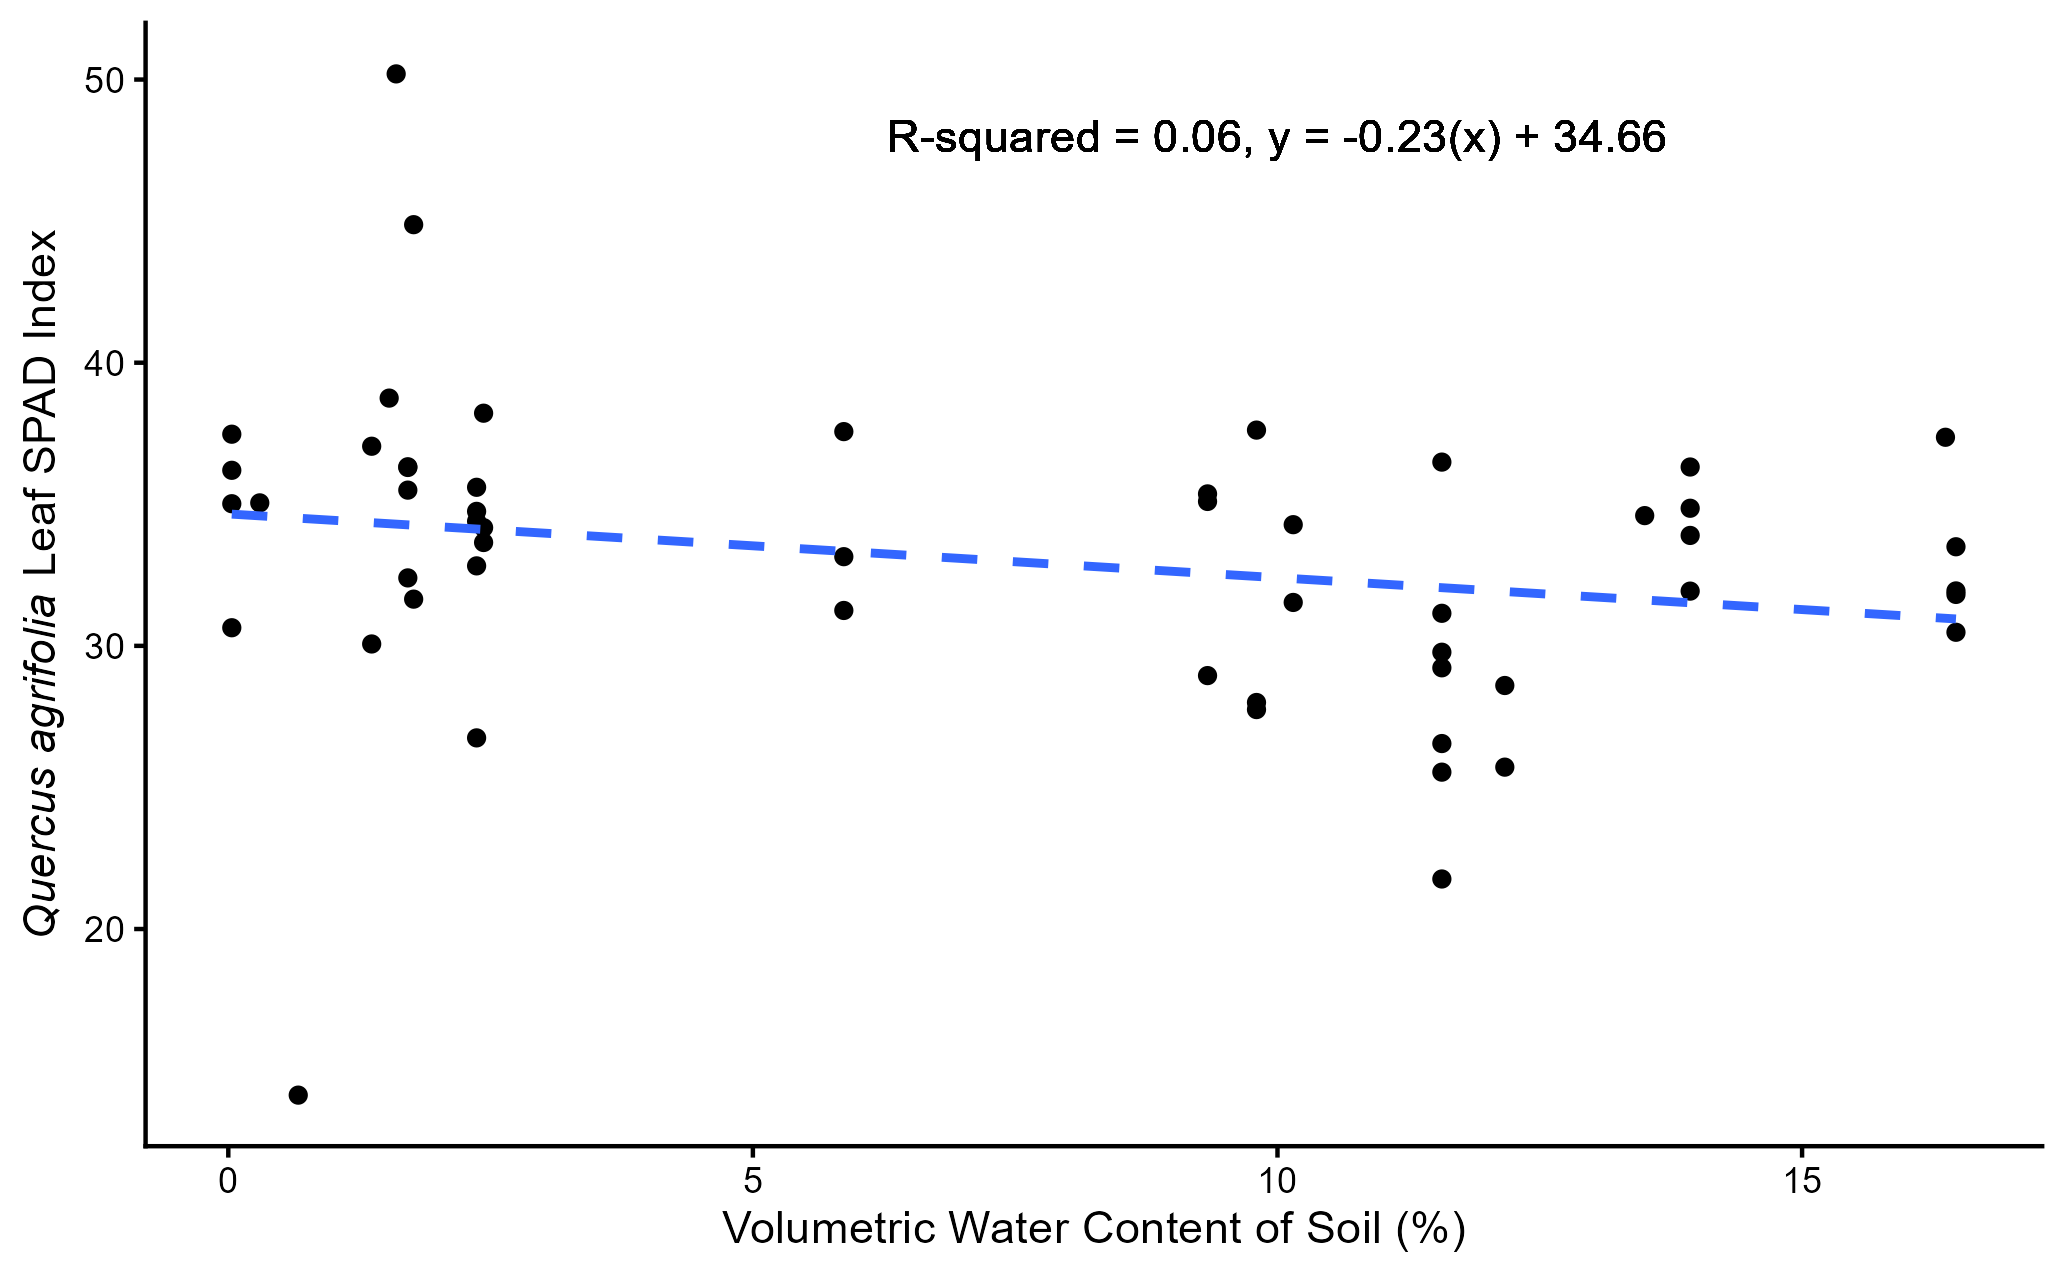 R-squared = 0.06, y = -0.23(x) + 34.66
Quercus agrifolia Leaf SPAD Index
50
40
30
20
0
5
10
15
Volumetric Water Content of Soil (%)